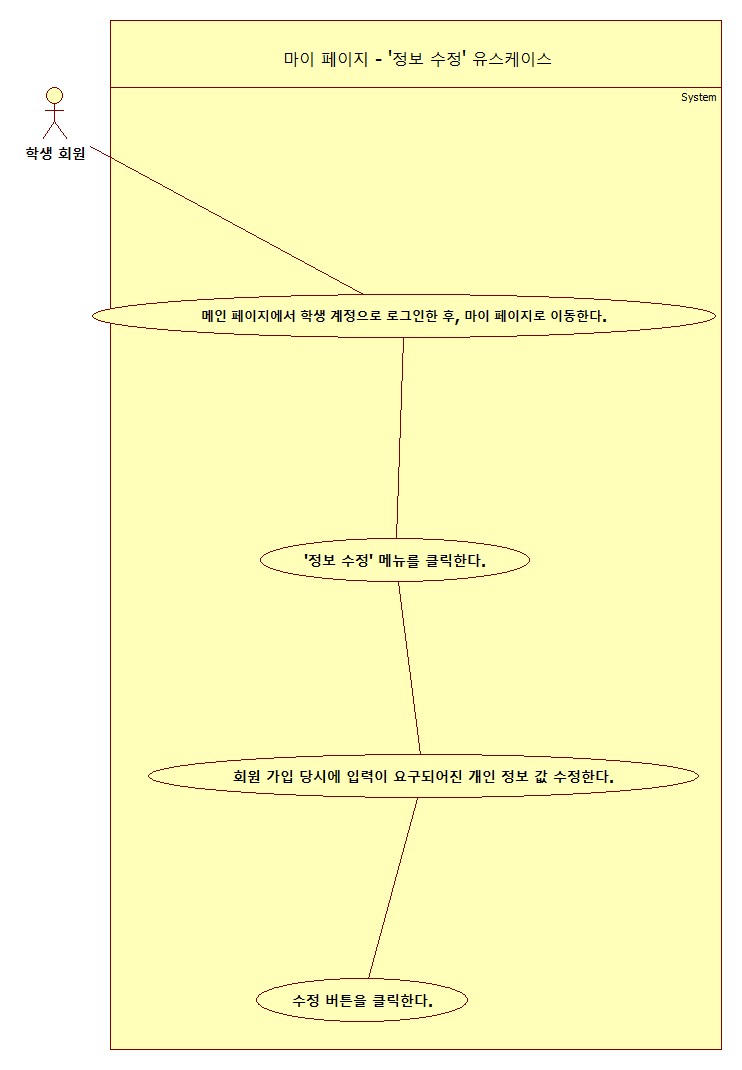 마이 페이지 - '정보 수정' 유스케이스
System
학생 회원
메인 페이지에서 학생 계정으로 로그인한 후, 마이 페이지로 이동한다.
'정보 수정' 메뉴를 클릭한다.
회원 가입 당시에 입력이 요구되어진 개인 정보 값 수정한다.
수정 버튼을 클릭한다.